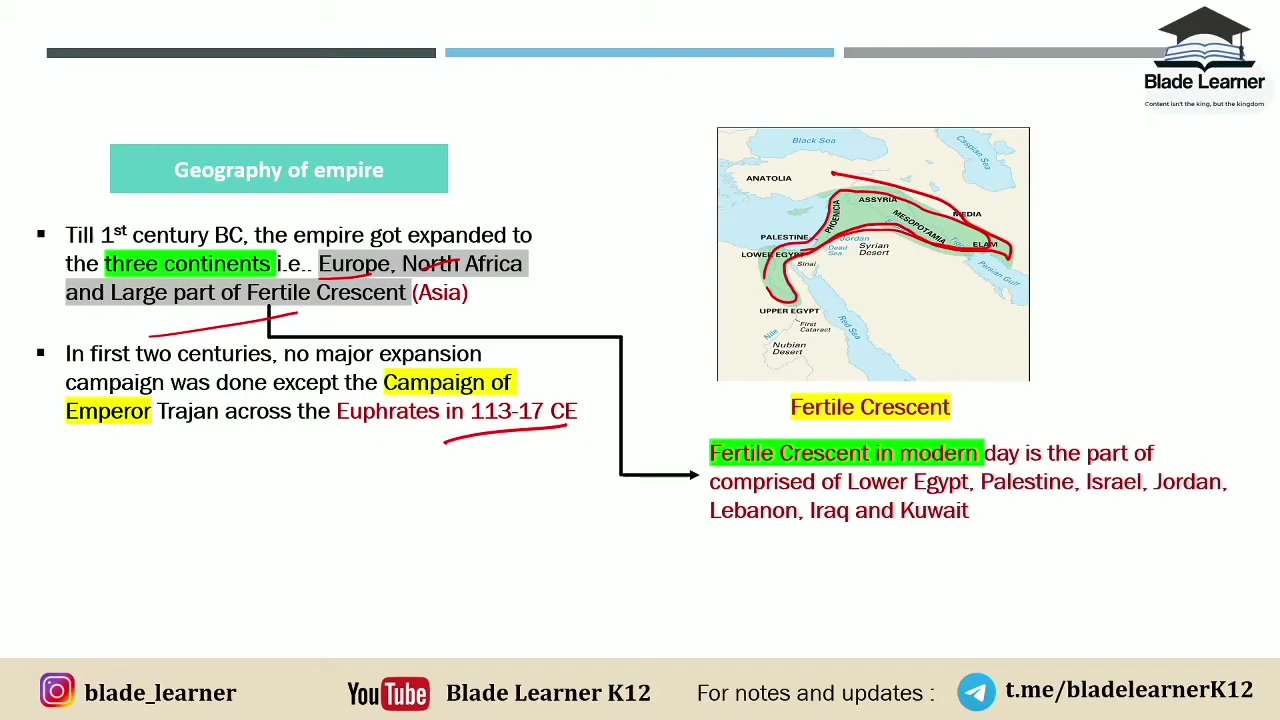 Blade Learner
Content isn't the king, but the kingdom
Geography of empire
▪ Till 1st century BC, the empire got expanded to
the three continents i.e.. Europe, North Africa
and Large part of Fertile Crescent (Asia)
▪ In first two centuries, no major expansion
campaign was done except the Campaign of
Emperor Trajan across the Euphrates in 113-17 CE
Black Sea
Caspian Sea
ANATOLIA
ASSYRIA
PHOENICIA
MESOPOTAMIA
MEDIA
PALESTINE
Jordan
ELAM
LOWER EGYPT
Dead
Sea
Syrian
Desert
Sinai
Persian Gulf
UPPER EGYPT
Red Sea
First
Cataract
Nile
Nubian
Desert
Fertile Crescent
Fertile Crescent in modern day is the part of
comprised of Lower Egypt, Palestine, Israel, Jordan,
Lebanon, Iraq and Kuwait
blade_learner
YouTube Blade Learner K12
For notes and updates :
t.me/bladelearnerK12